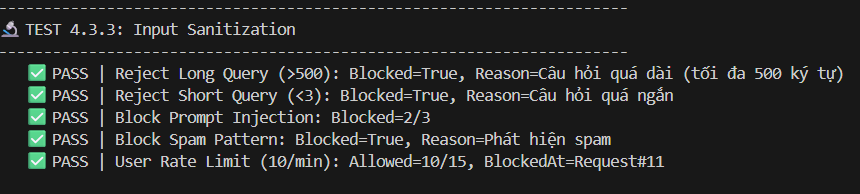 --------------------------------------------------------------------------------
🔬 TEST 4.3.3: Input Sanitization
--------------------------------------------------------------------------------
✅ PASS | Reject Long Query (>500): Blocked=True, Reason=Câu hỏi quá dài (tối đa 500 ký tự)
✅ PASS | Reject Short Query (<3): Blocked=True, Reason=Câu hỏi quá ngắn
✅ PASS | Block Prompt Injection: Blocked=2/3
✅ PASS | Block Spam Pattern: Blocked=True, Reason=Phát hiện spam
✅ PASS | User Rate Limit (10/min): Allowed=10/15, BlockedAt=Request#11